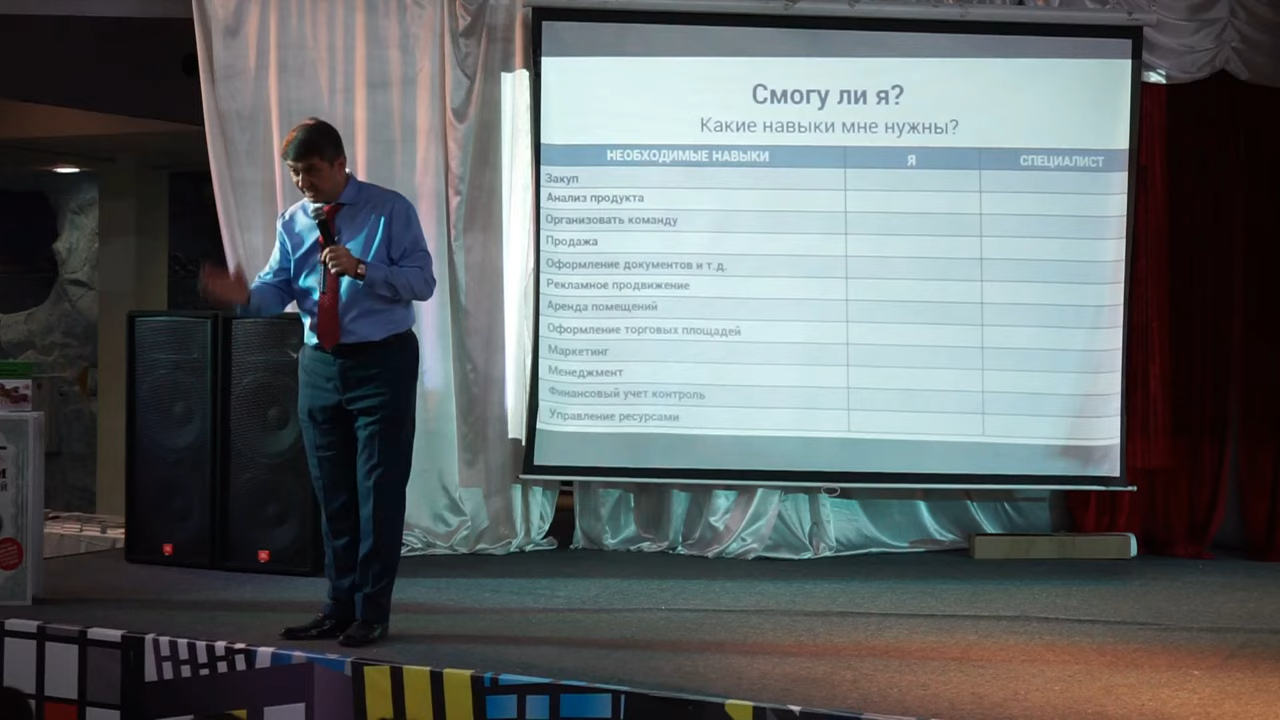 Смогу ли я?
Какие навыки мне нужны?
НЕОБХОДИМЫЕ НАВЫКИ Я СПЕЦИАЛИСТ
Закуп
Анализ продукта
Организовать команду
Продажа
Оформление документов и т.д.
Рекламное продвижение
Аренда помещений
Оформление торговых площадей
Маркетинг
Менеджмент
Финансовый учет контроль
Управление ресурсами